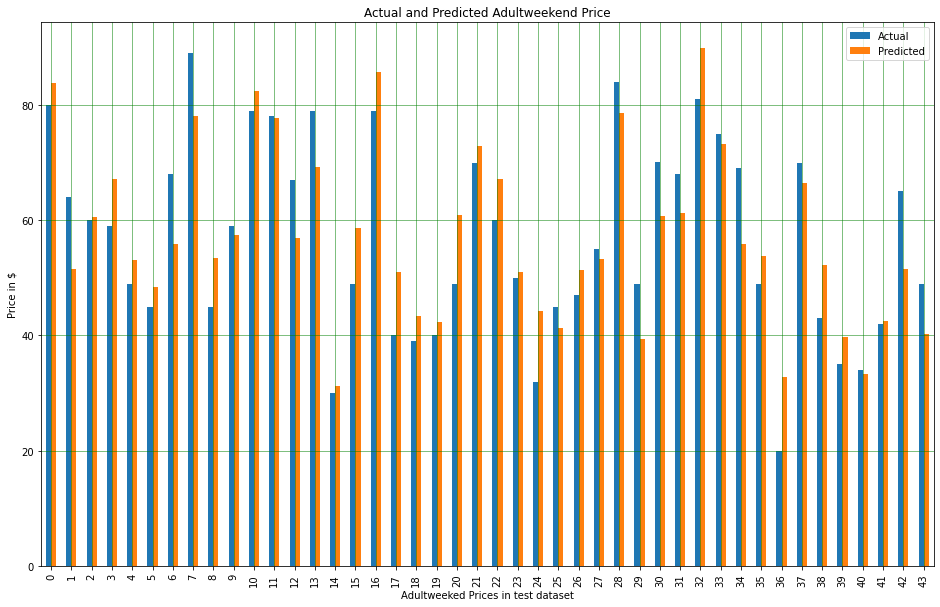 Actual and Predicted Adultweekend Price
Actual
Predicted
Price in $
80
60
40
20
0
0 1 2 3 4 5 6 7 8 9 10 11 12 13 14 15 16 17 18 19 20 21 22 23 24 25 26 27 28 29 30 31 32 33 34 35 36 37 38 39 40 41 42 43
Adultweeked Prices in test dataset